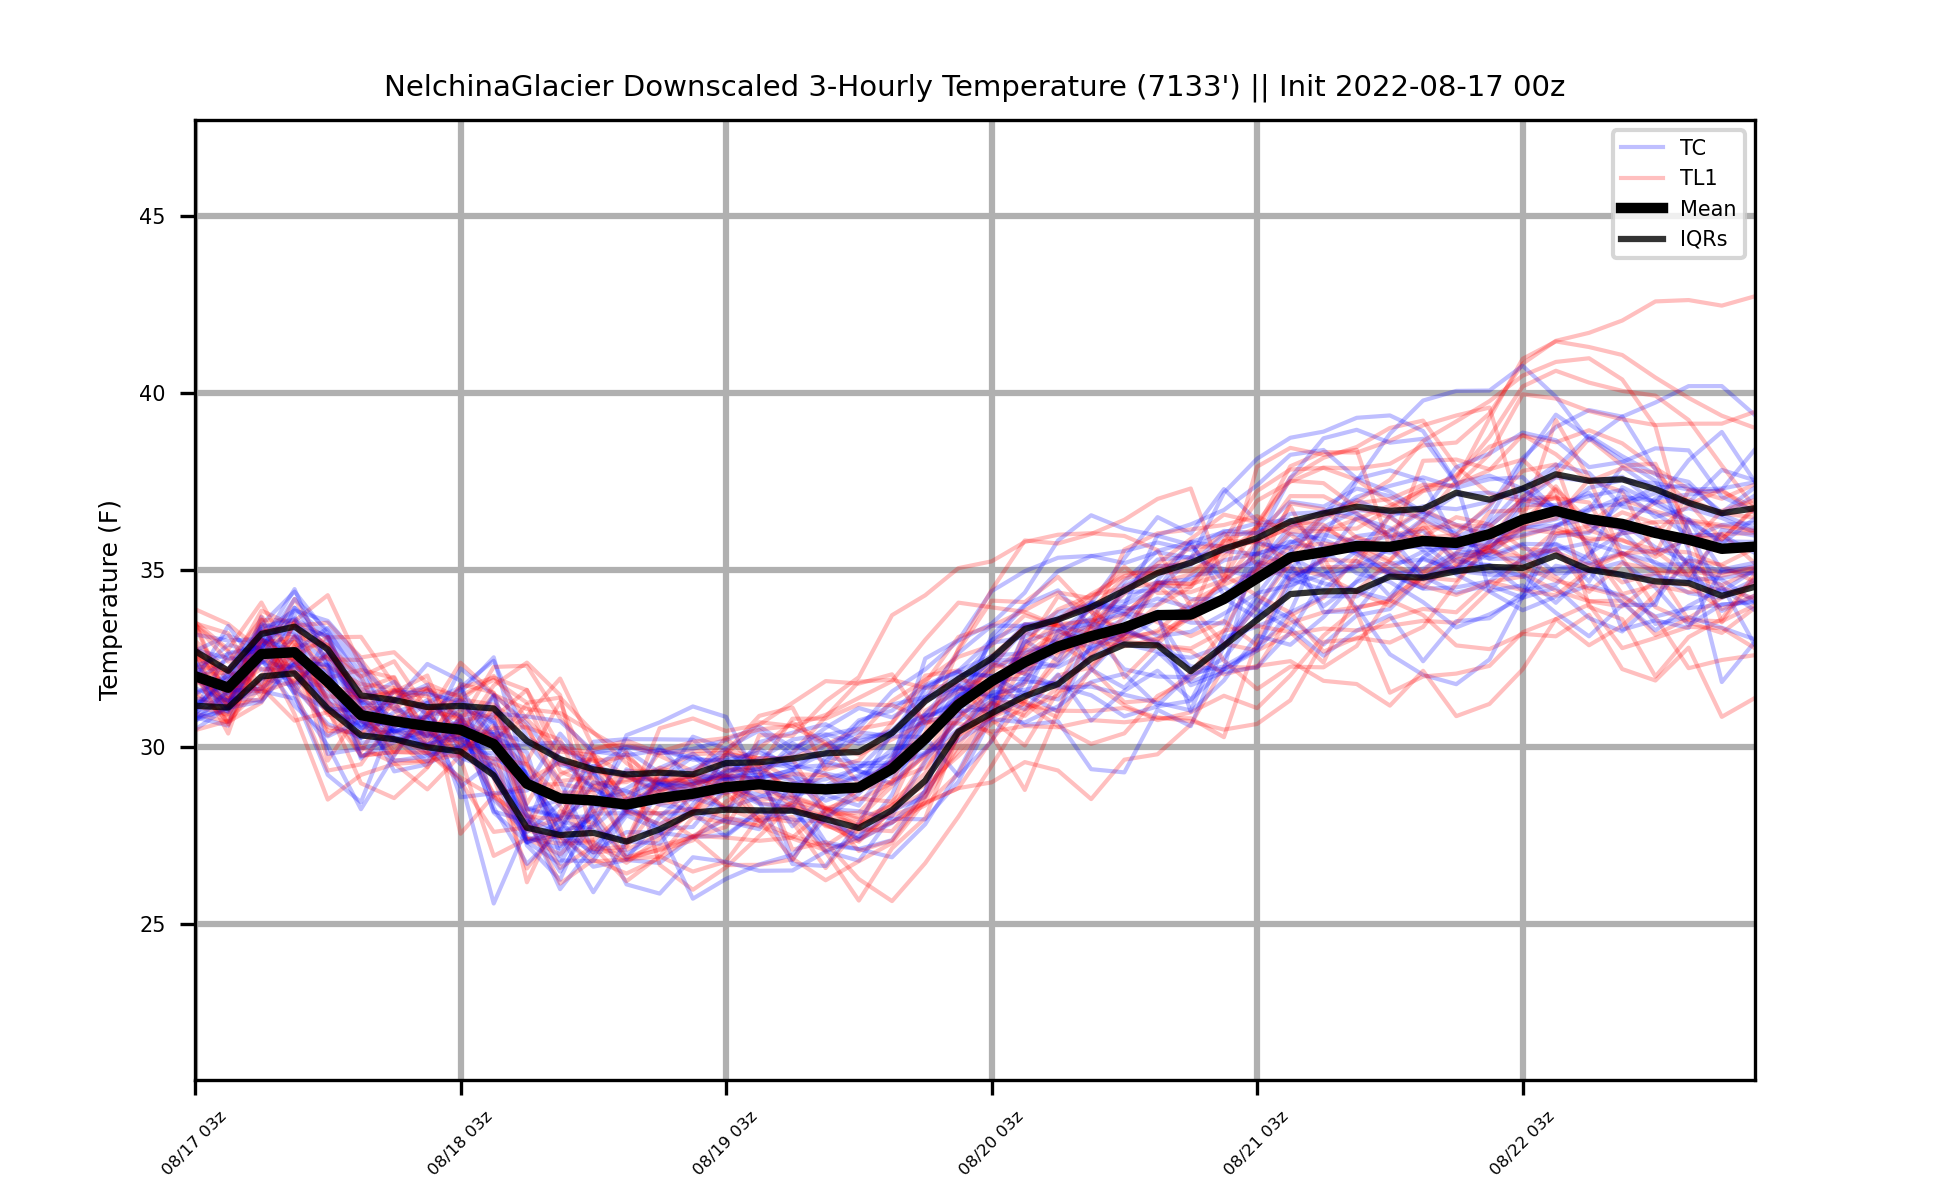 NelchinaGlacier Downscaled 3-Hourly Temperature (7133') || Init 2022-08-17 00z
TC
TL1
Mean
IQRs
Temperature (F)
45
40
35
30
25
08/17 03z
08/18 03z
08/19 03z
08/20 03z
08/21 03z
08/22 03z